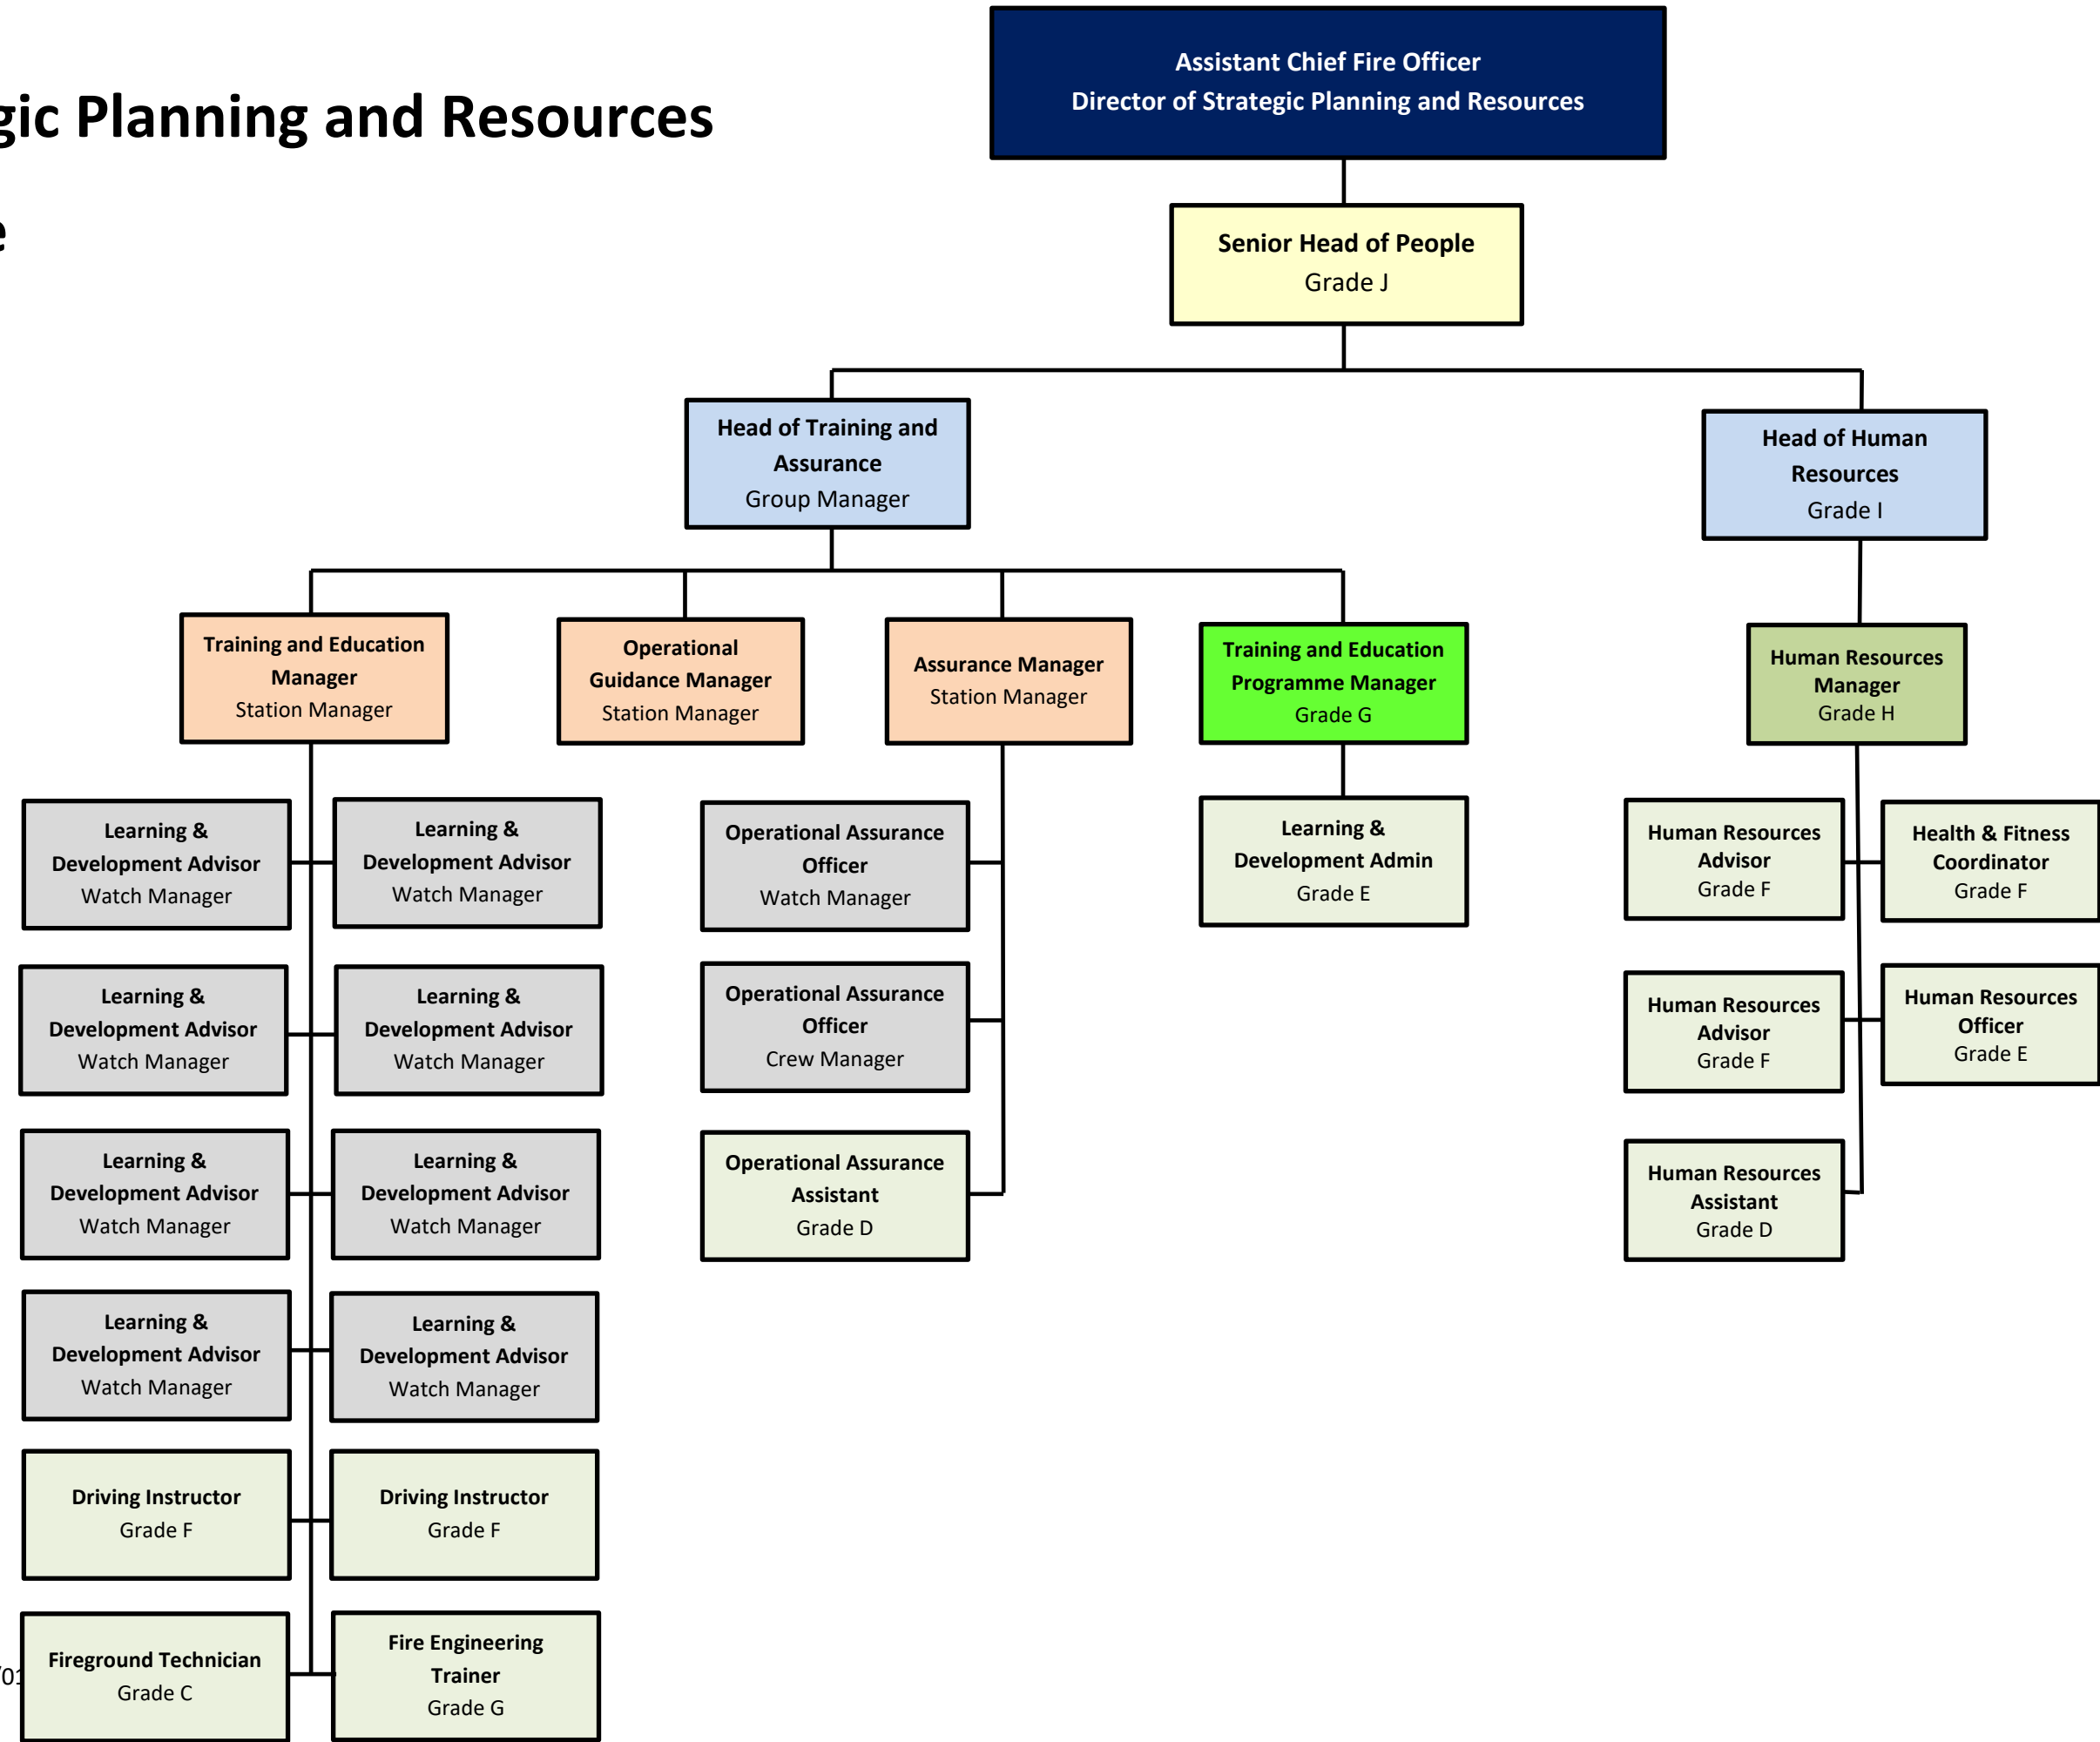 Assistant Chief Fire Officer
Director of Strategic Planning and Resources
Planning and Resources
Senior Head of People
Grade J
Head of Training and
Assurance
Group Manager
Head of Human
Resources
Grade I
Training and Education
Manager
Station Manager
Operational
Guidance Manager
Station Manager
Assurance Manager
Station Manager
Training and Education
Programme Manager
Grade G
Human Resources
Manager
Grade H
Learning &
Development Advisor
Watch Manager
Learning &
Development Advisor
Watch Manager
Operational Assurance
Officer
Watch Manager
Learning &
Development Admin
Grade E
Human Resources
Advisor
Grade F
Health & Fitness
Coordinator
Grade F
Learning &
Development Advisor
Watch Manager
Learning &
Development Advisor
Watch Manager
Operational Assurance
Officer
Crew Manager
Human Resources
Advisor
Grade F
Human Resources
Officer
Grade E
Learning &
Development Advisor
Watch Manager
Learning &
Development Advisor
Watch Manager
Operational Assurance
Assistant
Grade D
Human Resources
Assistant
Grade D
Learning &
Development Advisor
Watch Manager
Learning &
Development Advisor
Watch Manager
Driving Instructor
Grade F
Driving Instructor
Grade F
Fireground Technician
Grade C
Fire Engineering
Trainer
Grade G